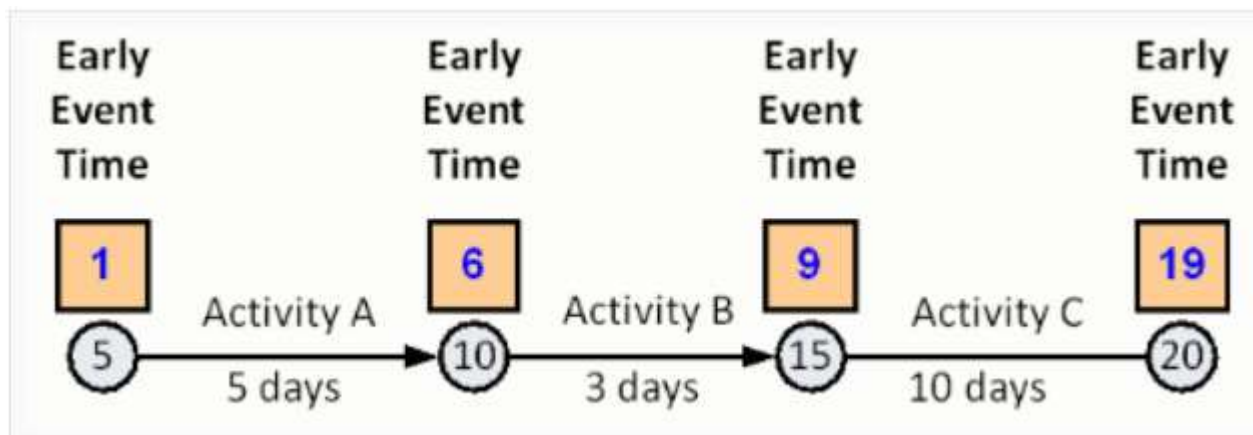 Early Early Early Early
Event Event Event Event
Time Time Time Time
1 6 9 19
Activity A Activity B Activity C
5 10 15 20
5 days 3 days 10 days